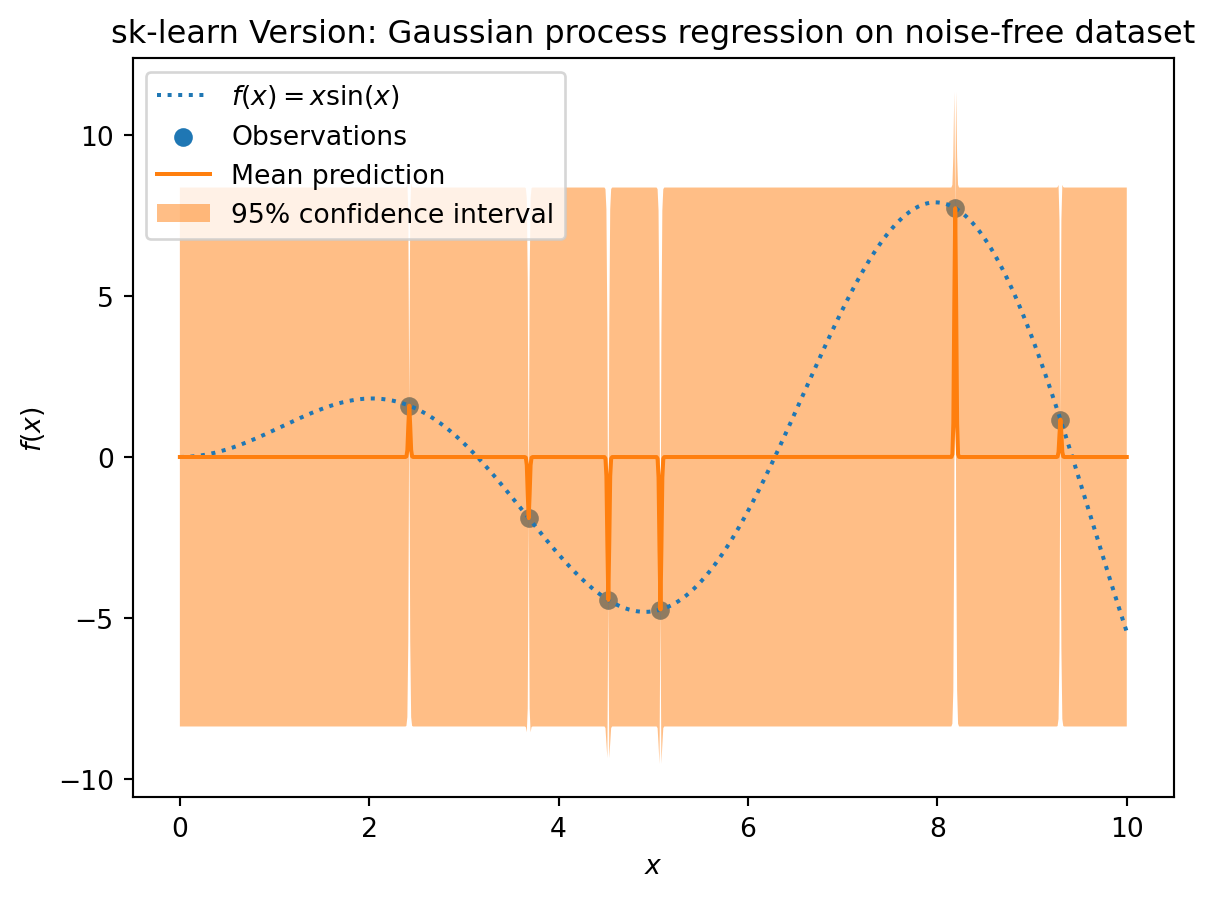 sk-learn Version: Gaussian process regression on noise-free dataset
f(x) = x sin(x)
Observations
Mean prediction
95% confidence interval
10
5
0
−5
−10
f(x)
0 2 4 6 8 10
x